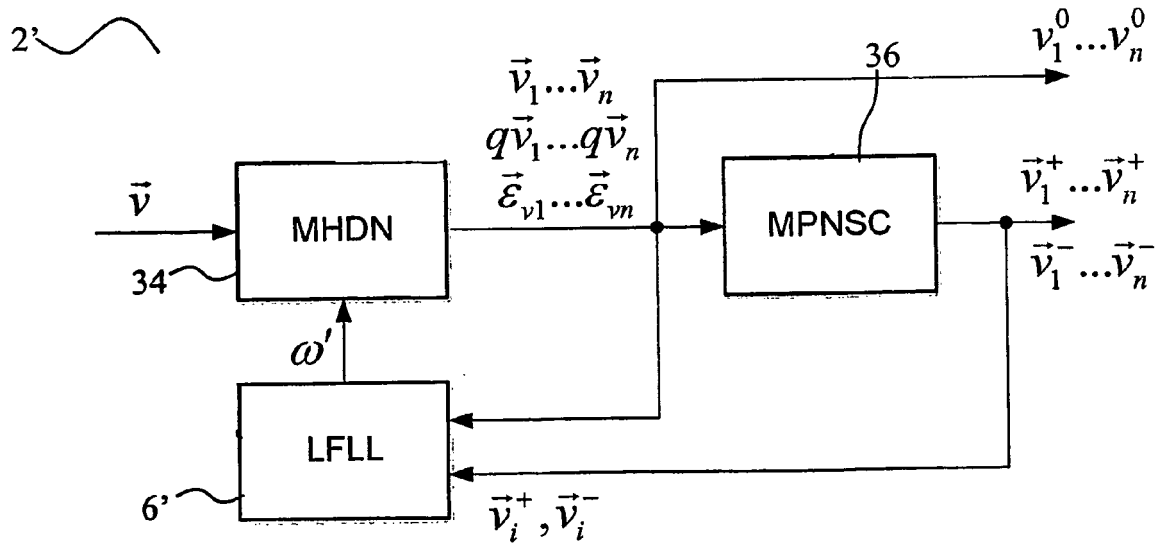 2’
v⃗
34
MHDN
v⃗₁...v⃗ₙ
qv⃗₁...qv⃗ₙ
ε⃗ᵥ₁...ε⃗ᵥₙ
36
MPNSC
v₁⁰...vₙ⁰
v⃗₁⁺...v⃗ₙ⁺
v⃗₁⁻...v⃗ₙ⁻
ω'
LFLL
6’
v⃗ᵢ⁺, v⃗ᵢ⁻